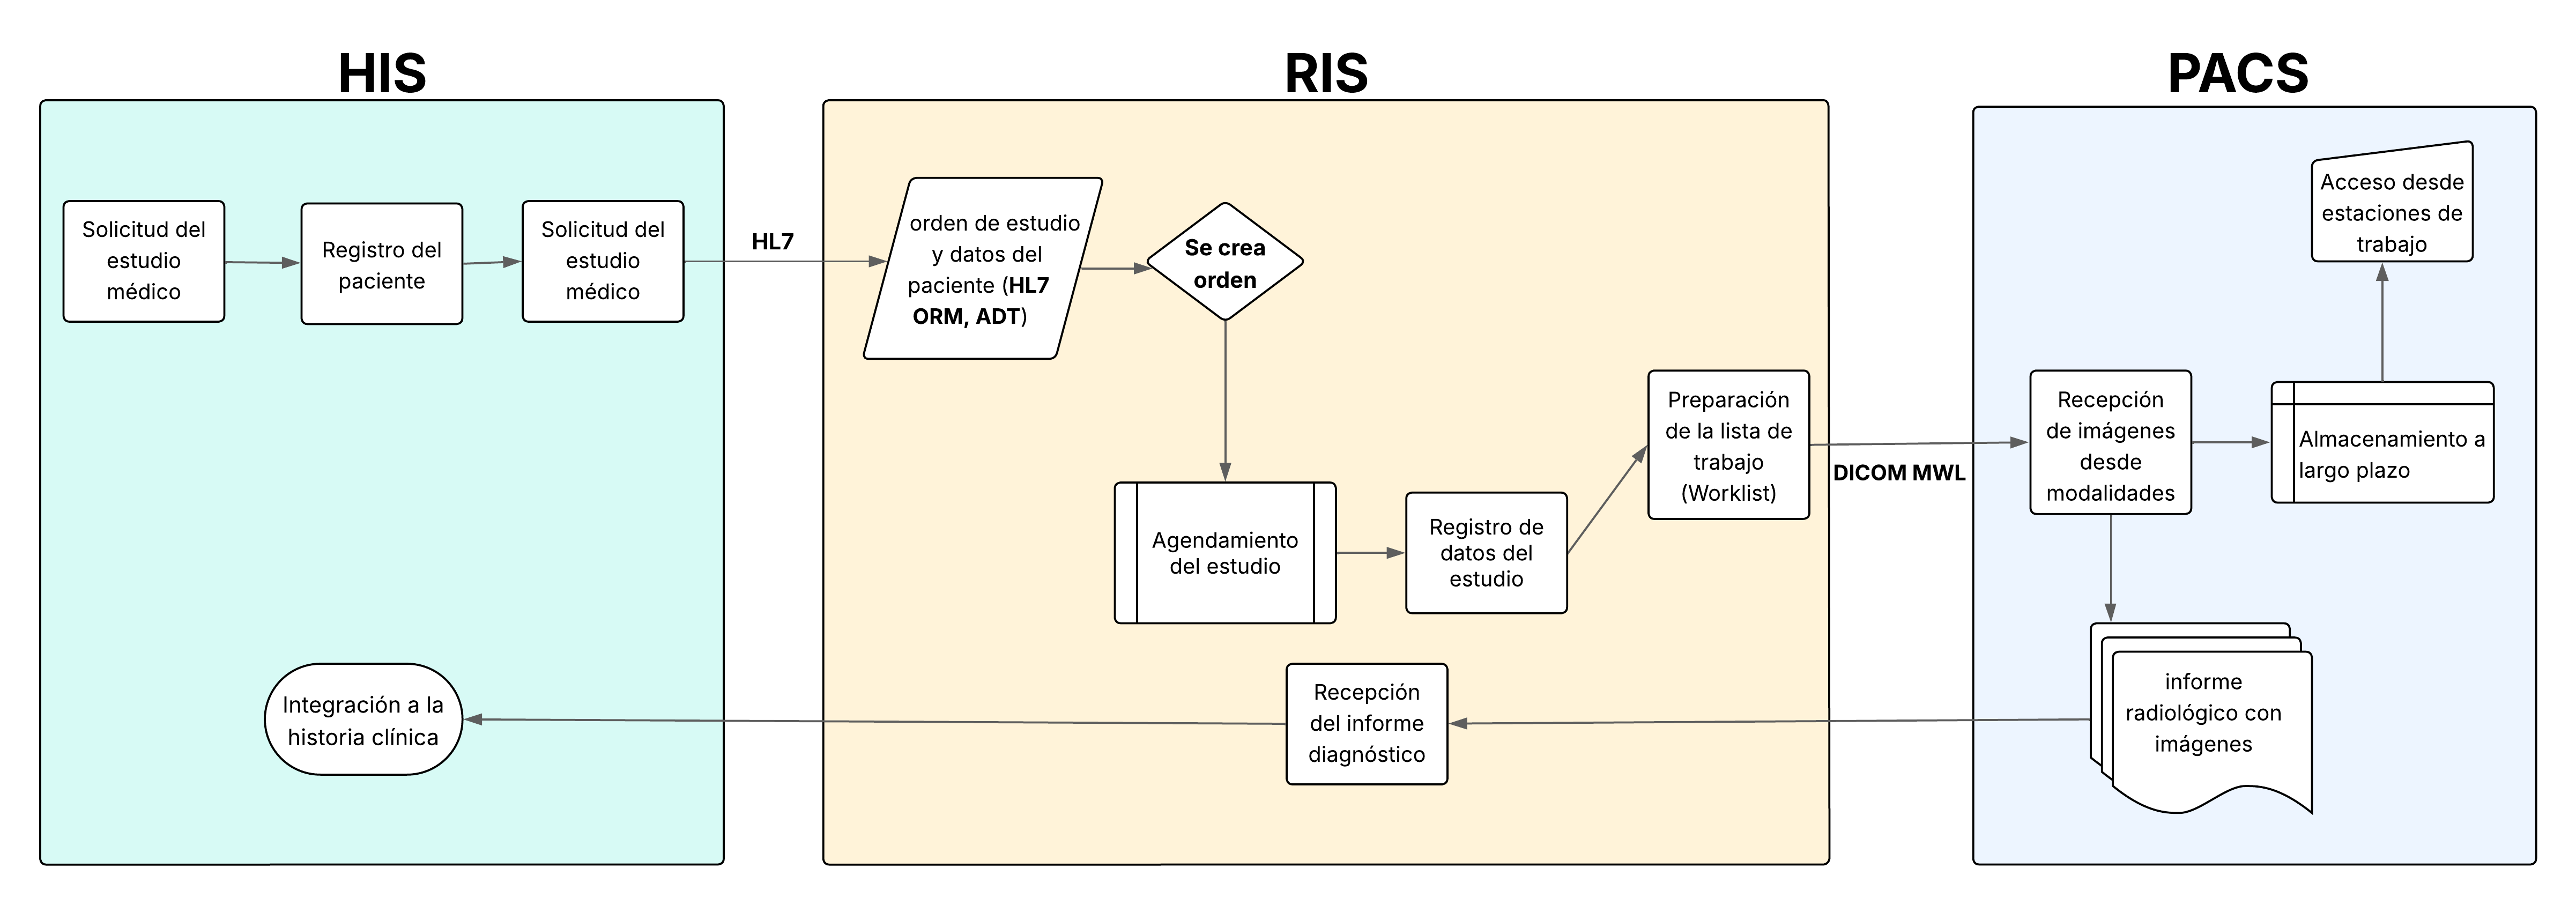 HIS
Solicitud del
estudio
médico
Registro del
paciente
Solicitud del
estudio
médico
HL7
RIS
orden de estudio
y datos del
paciente (HL7
ORM, ADT)
Se crea
orden
Agendamiento
del estudio
Registro de
datos del
estudio
Preparación
de la lista de
trabajo
(Worklist)
DICOM MWL
PACS
Recepción
de imágenes
desde
modalidades
Almacenamiento a
largo plazo
Acceso desde
estaciones de
trabajo
informe
radiológico con
imágenes
Recepción
del informe
diagnóstico
Integración a la
historia clínica